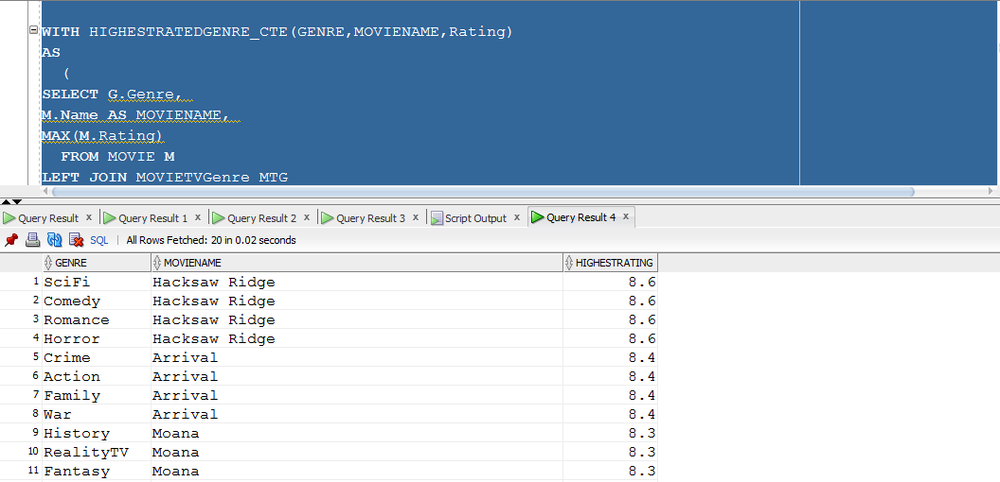 WITH HIGHESTRATEDGENRE_CTE(GENRE,MOVIENAME,Rating)
AS
(
SELECT G.Genre,
M.Name AS MOVIENAME,
MAX(M.Rating)
FROM MOVIE M
LEFT JOIN MOVIETVGenre MTG
Query Result x Query Result 1 x Query Result 2 x Query Result 3 x Script Output x Query Result 4 x
SQL | All Rows Fetched: 20 in 0.02 seconds
GENRE MOVIENAME HIGHESTRATING
1 SciFi Hacksaw Ridge 8.6
2 Comedy Hacksaw Ridge 8.6
3 Romance Hacksaw Ridge 8.6
4 Horror Hacksaw Ridge 8.6
5 Crime Arrival 8.4
6 Action Arrival 8.4
7 Family Arrival 8.4
8 War Arrival 8.4
9 History Moana 8.3
10 RealityTV Moana 8.3
11 Fantasy Moana 8.3